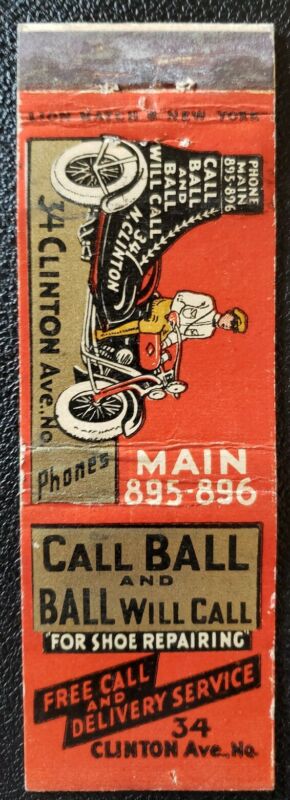 LION MATCH NEW YORK
PHONE
MAIN
895-896
CALL
BALL
AND
BALL
WILL CALL
34
N. CLINTON
34 CLINTON Ave., No.
Phones
MAIN
895-896
CALL BALL
AND
BALL WILL CALL
"FOR SHOE REPAIRING"
FREE CALL
AND
DELIVERY SERVICE
34
CLINTON Ave., No.